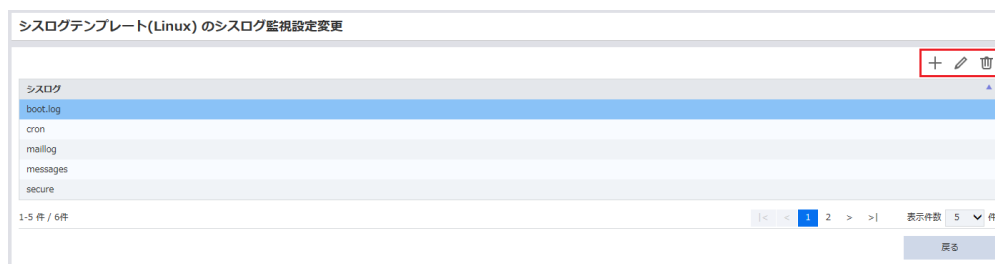 シスログテンプレート(Linux) のシスログ監視設定変更
シスログ
boot.log
cron
maillog
messages
secure
1-5 件 / 6件 |< < 1 2 > >| 表示件数 5 件
戻る